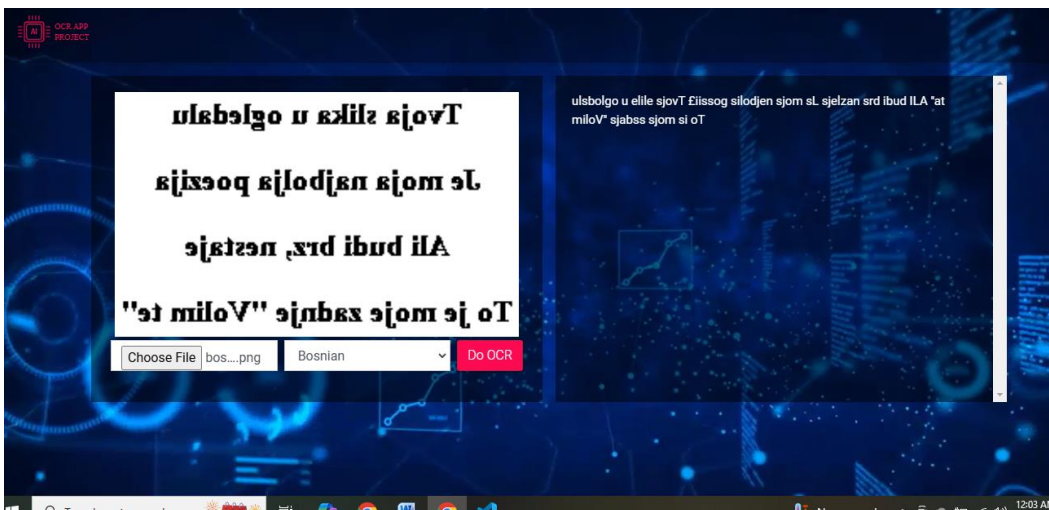 OCR APP
PROJECT
AI
Tvoja slika u ogledalu
Je moja najbolja poezija
Ali budi brz, nestaje
To je moje zadnje "Volim te"
Choose File bos....png Bosnian Do OCR
ulsbolgo u elile sjovT £iissog silodjen sjom sL sjelzan srd ibud ILA "at
miloV" sjabss sjom si oT
12:03 AM